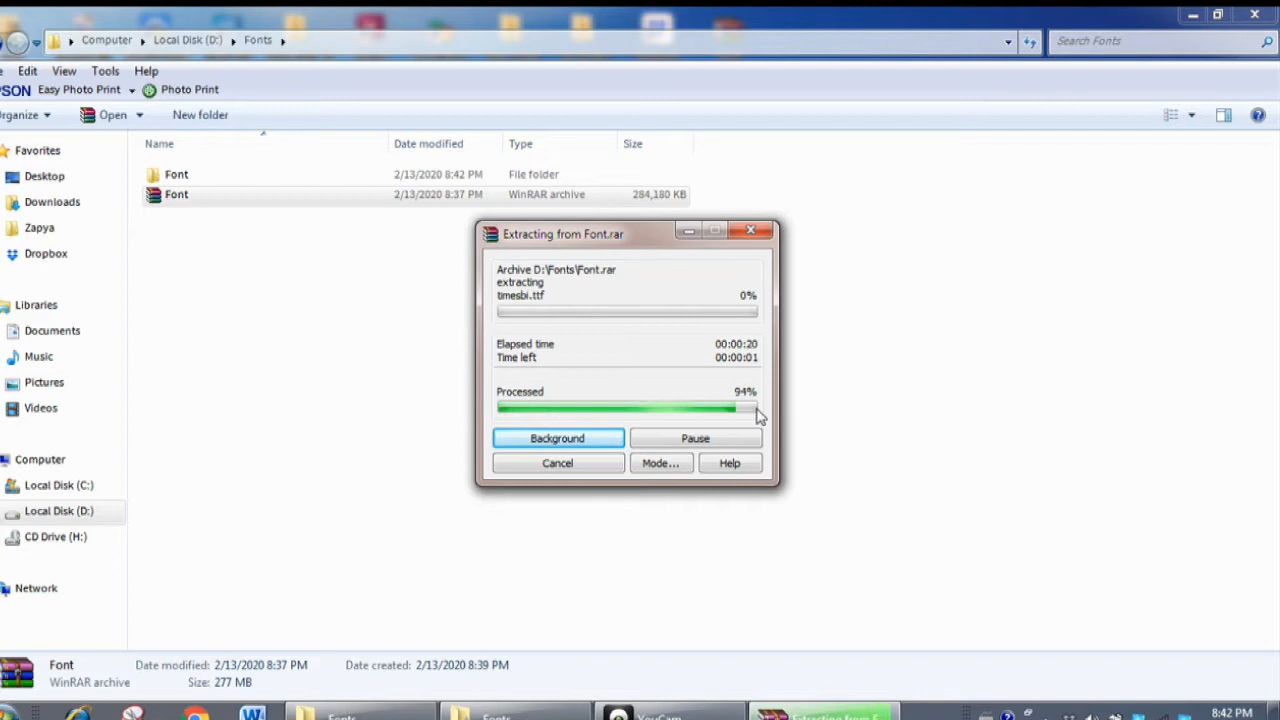 Computer Local Disk (D:) Fonts Search Fonts
Edit View Tools Help
Easy Photo Print Photo Print
Open New folder
Name Date modified Type Size
Favorites
Desktop
Downloads
Zapya
Dropbox
Libraries
Documents
Music
Pictures
Videos
Computer
Local Disk (C:)
Local Disk (D:)
CD Drive (H:)
Network
Font 2/13/2020 8:42 PM File folder
Font 2/13/2020 8:37 PM WinRAR archive 284,180 KB
Extracting from Font.rar
Archive D:\Fonts\Font.rar
extracting
timesbi.ttf 0%
Elapsed time 00:00:20
Time left 00:00:01
Processed 94%
Background Pause
Cancel Mode... Help
Font Date modified: 2/13/2020 8:37 PM Date created: 2/13/2020 8:39 PM
WinRAR archive Size: 277 MB
Fonts Fonts YouCam Extracting from F
8:42 PM